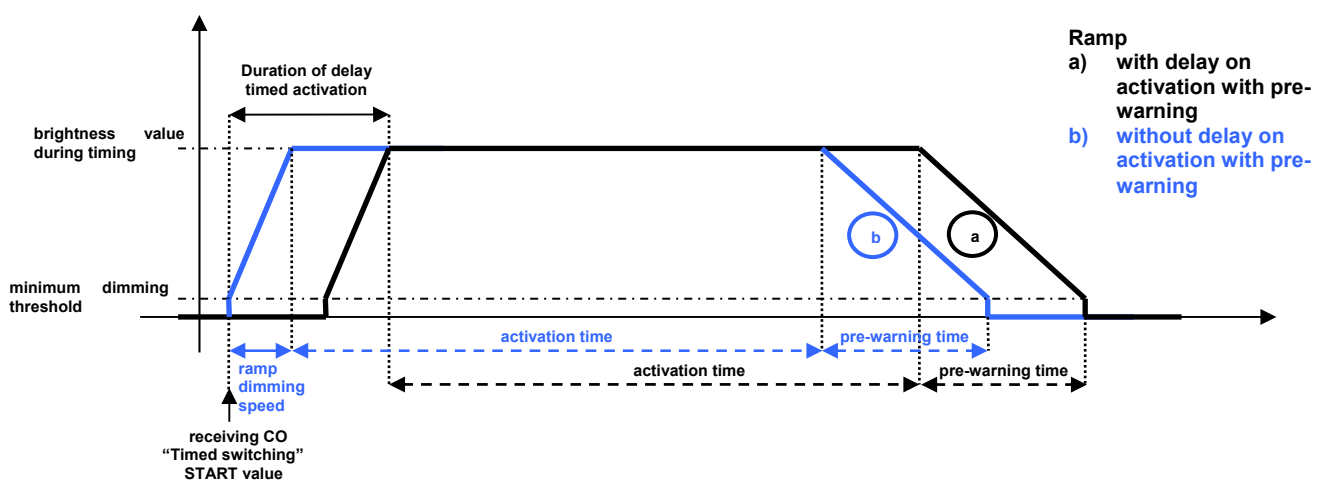 Ramp
a) with delay on
activation with pre-
warning
b) without delay on
activation with pre-
warning
Duration of delay
timed activation
brightness value
during timing
b
a
minimum dimming
threshold
activation time
pre-warning time
ramp
dimming
speed
activation time
pre-warning time
receiving CO
“Timed switching”
START value